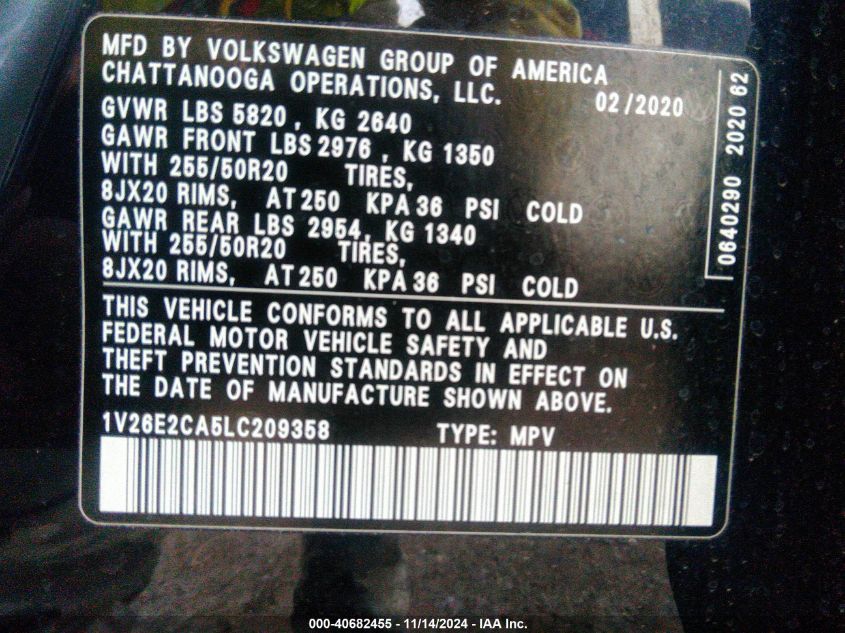 MFD BY VOLKSWAGEN GROUP OF AMERICA
CHATTANOOGA OPERATIONS, LLC.
02/2020
GVWR LBS 5820 , KG 2640
GAWR FRONT LBS 2976 , KG 1350
WITH 255/50R20 TIRES,
8JX20 RIMS, AT 250 KPA 36 PSI COLD
GAWR REAR LBS 2954, KG 1340
WITH 255/50R20 TIRES,
8JX20 RIMS, AT 250 KPA 36 PSI COLD
0640290 2020 62
THIS VEHICLE CONFORMS TO ALL APPLICABLE U.S.
FEDERAL MOTOR VEHICLE SAFETY AND
THEFT PREVENTION STANDARDS IN EFFECT ON
THE DATE OF MANUFACTURE SHOWN ABOVE.
1V26E2CA5LC209358 TYPE: MPV
000-40682455 - 11/14/2024 - IAA Inc.